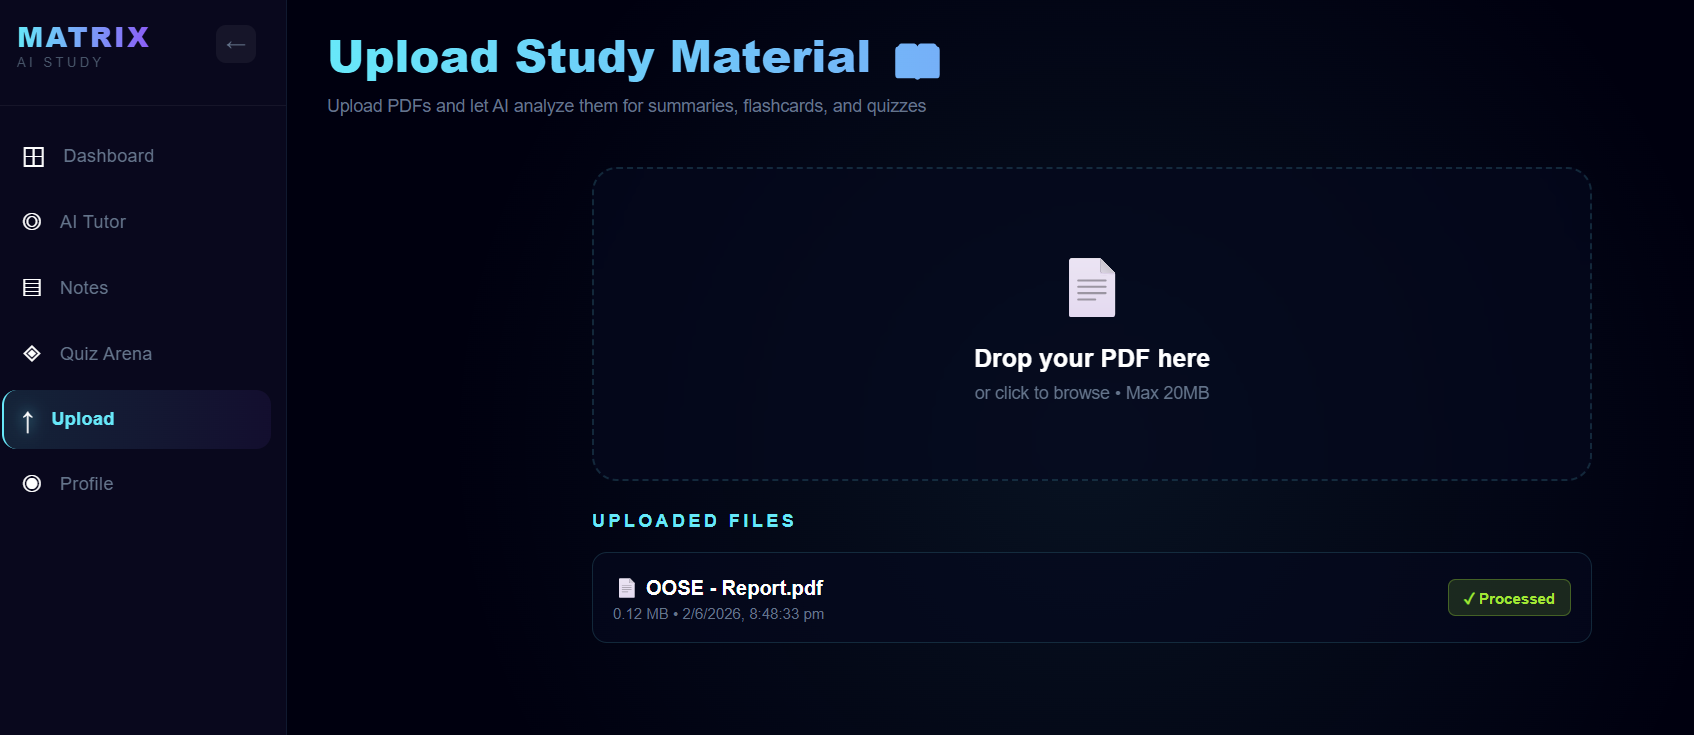 MATRIX
AI STUDY
←
Dashboard
AI Tutor
Notes
Quiz Arena
↑ Upload
Profile
Upload Study Material
Upload PDFs and let AI analyze them for summaries, flashcards, and quizzes
Drop your PDF here
or click to browse • Max 20MB
UPLOADED FILES
OOSE - Report.pdf
0.12 MB • 2/6/2026, 8:48:33 pm
✓ Processed